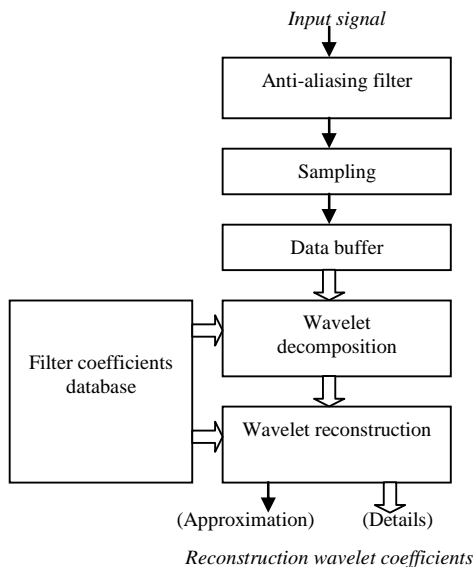 Input signal
Anti-aliasing filter
Sampling
Data buffer
Wavelet
decomposition
Filter coefficients
database
Wavelet reconstruction
(Approximation)
(Details)
Reconstruction wavelet coefficients